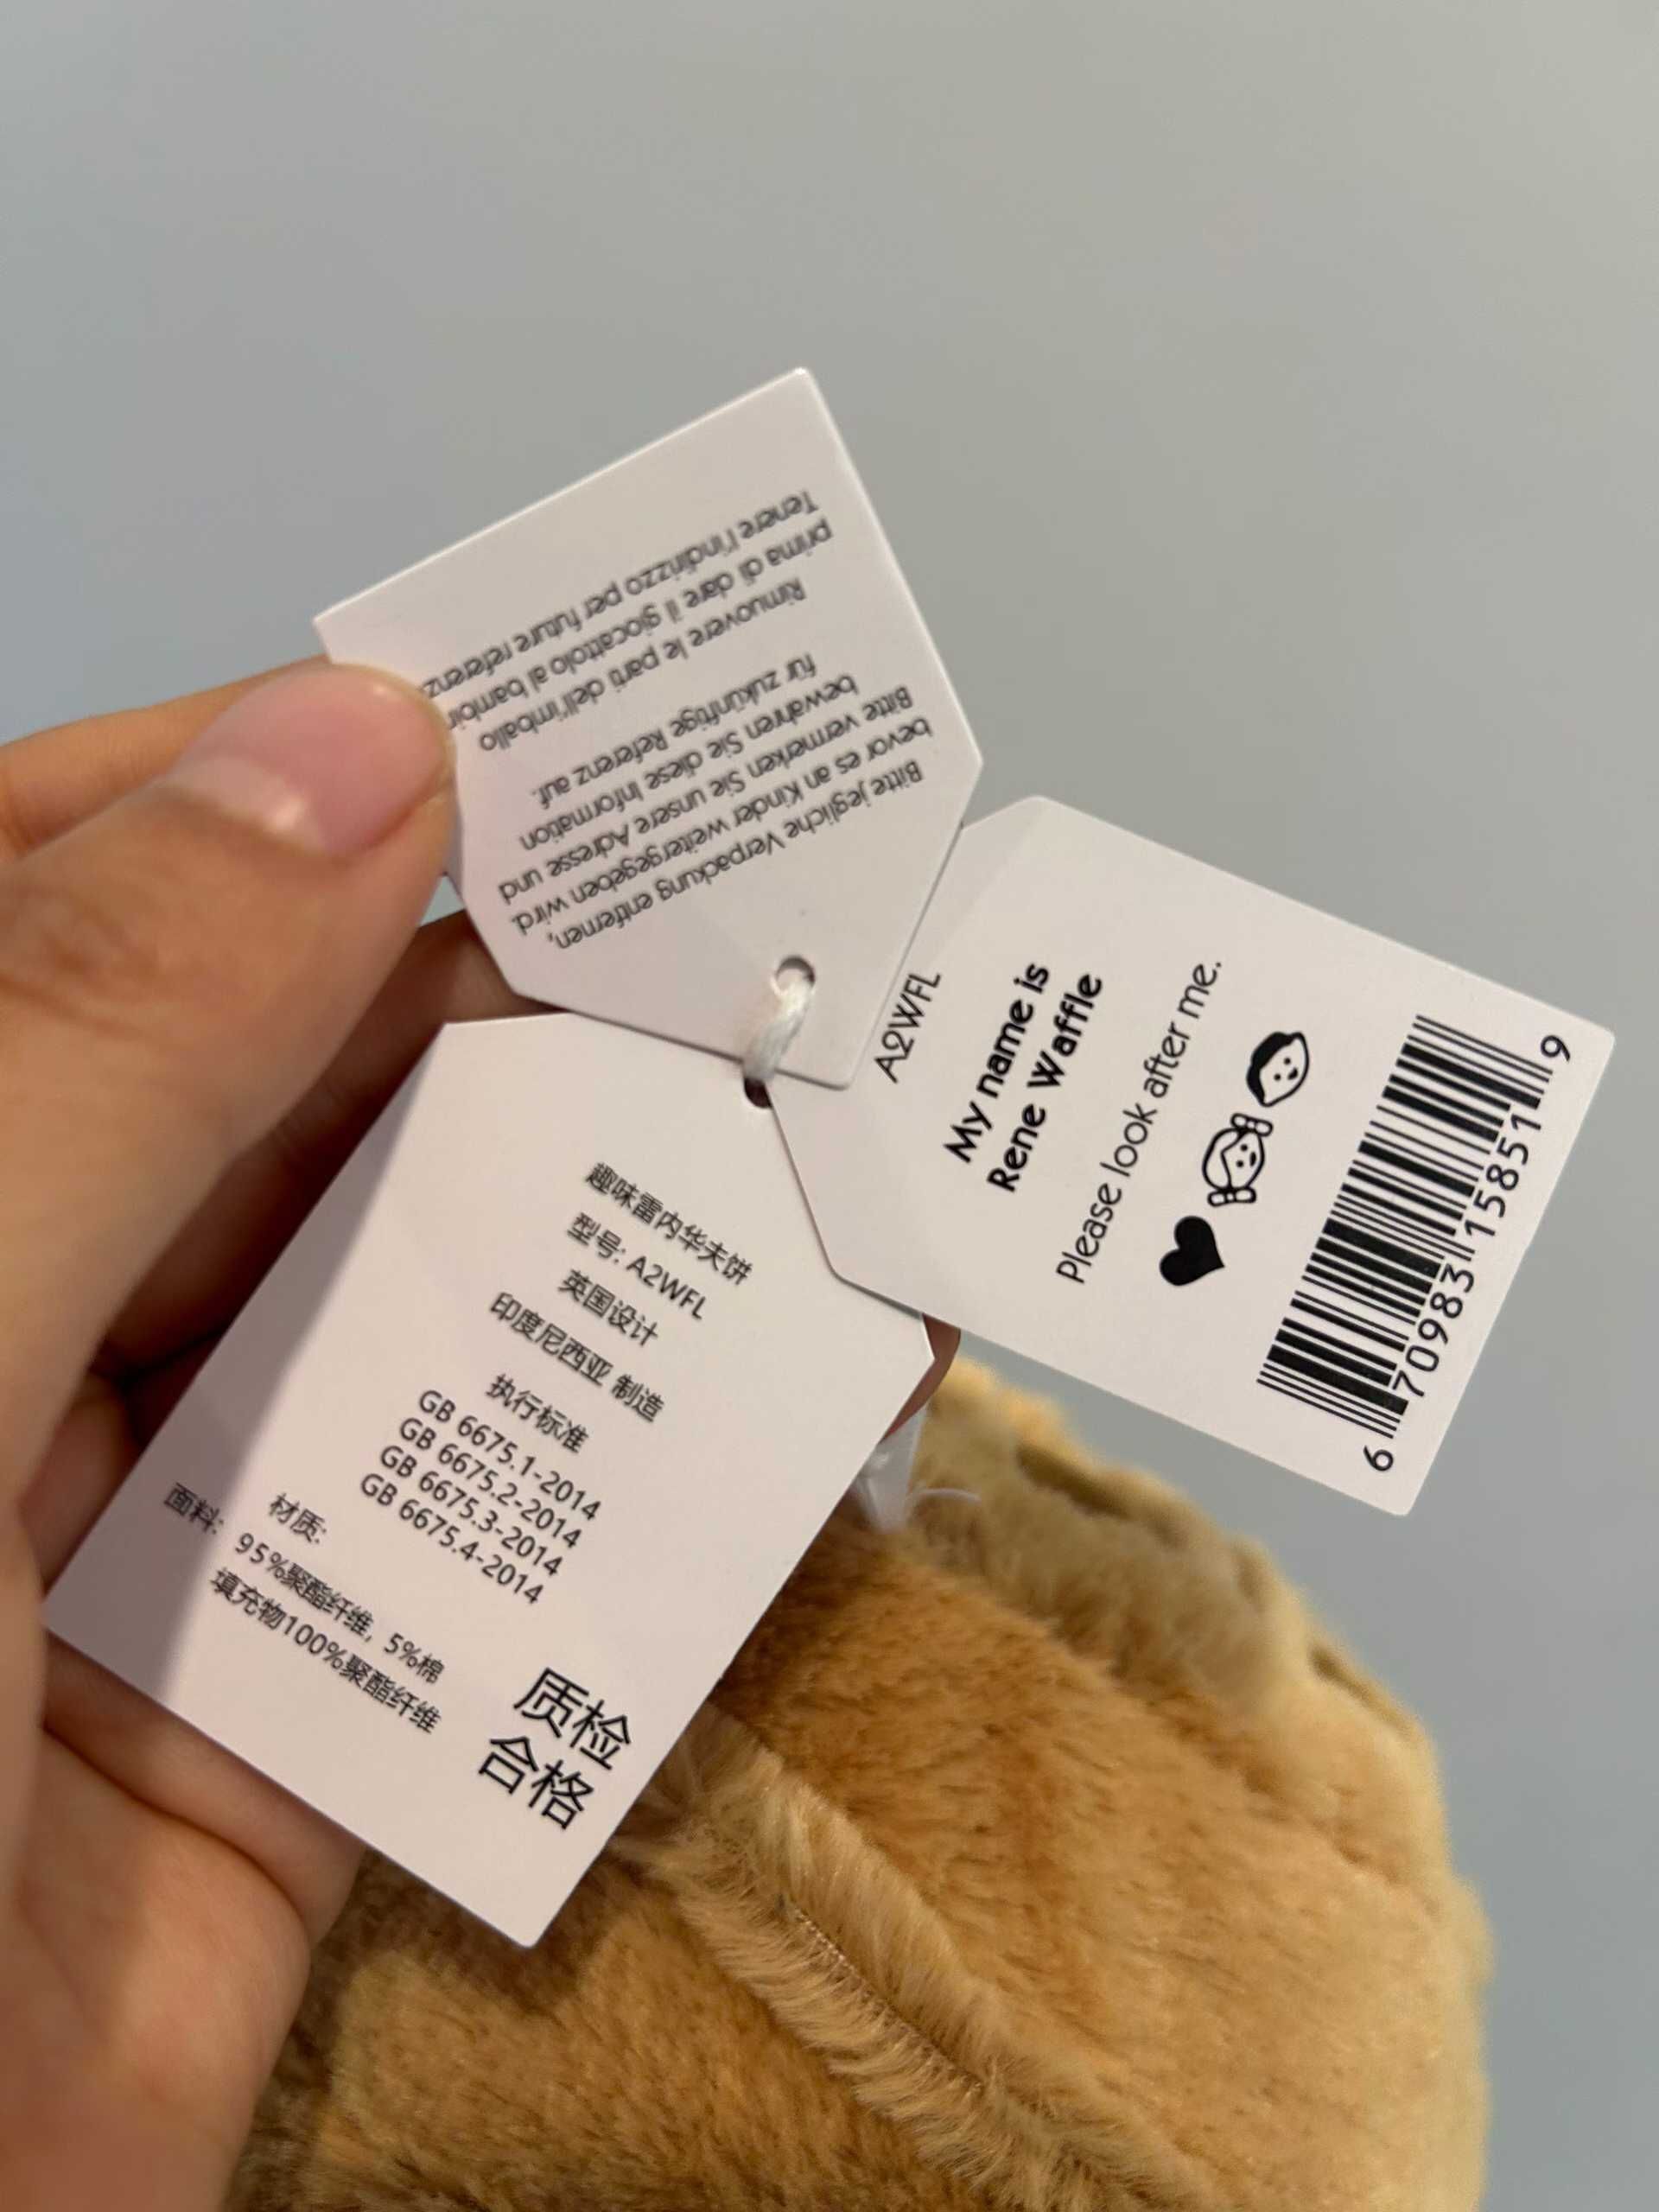 Bitte jegliche Verpackung entfernen,
bevor es an Kinder weitergegeben wird.
Bitte vermerken Sie unsere Adresse und
bewahren Sie diese Information
für zukünftige Referenz auf.
Rimuovere le parti dell'imballo
prima di dare il giocattolo al
Tenere l'indirizzo per future
A2WFL
My name is
Rene Waffle
Please look after me.
6 70983 15851 9
趣味雷内华夫饼
型号: A2WFL
英国设计
印度尼西亚 制造
执行标准
GB 6675.1-2014
GB 6675.2-2014
GB 6675.3-2014
GB 6675.4-2014
材质:
面料: 95%聚酯纤维, 5%棉
填充物100%聚酯纤维
质检
合格